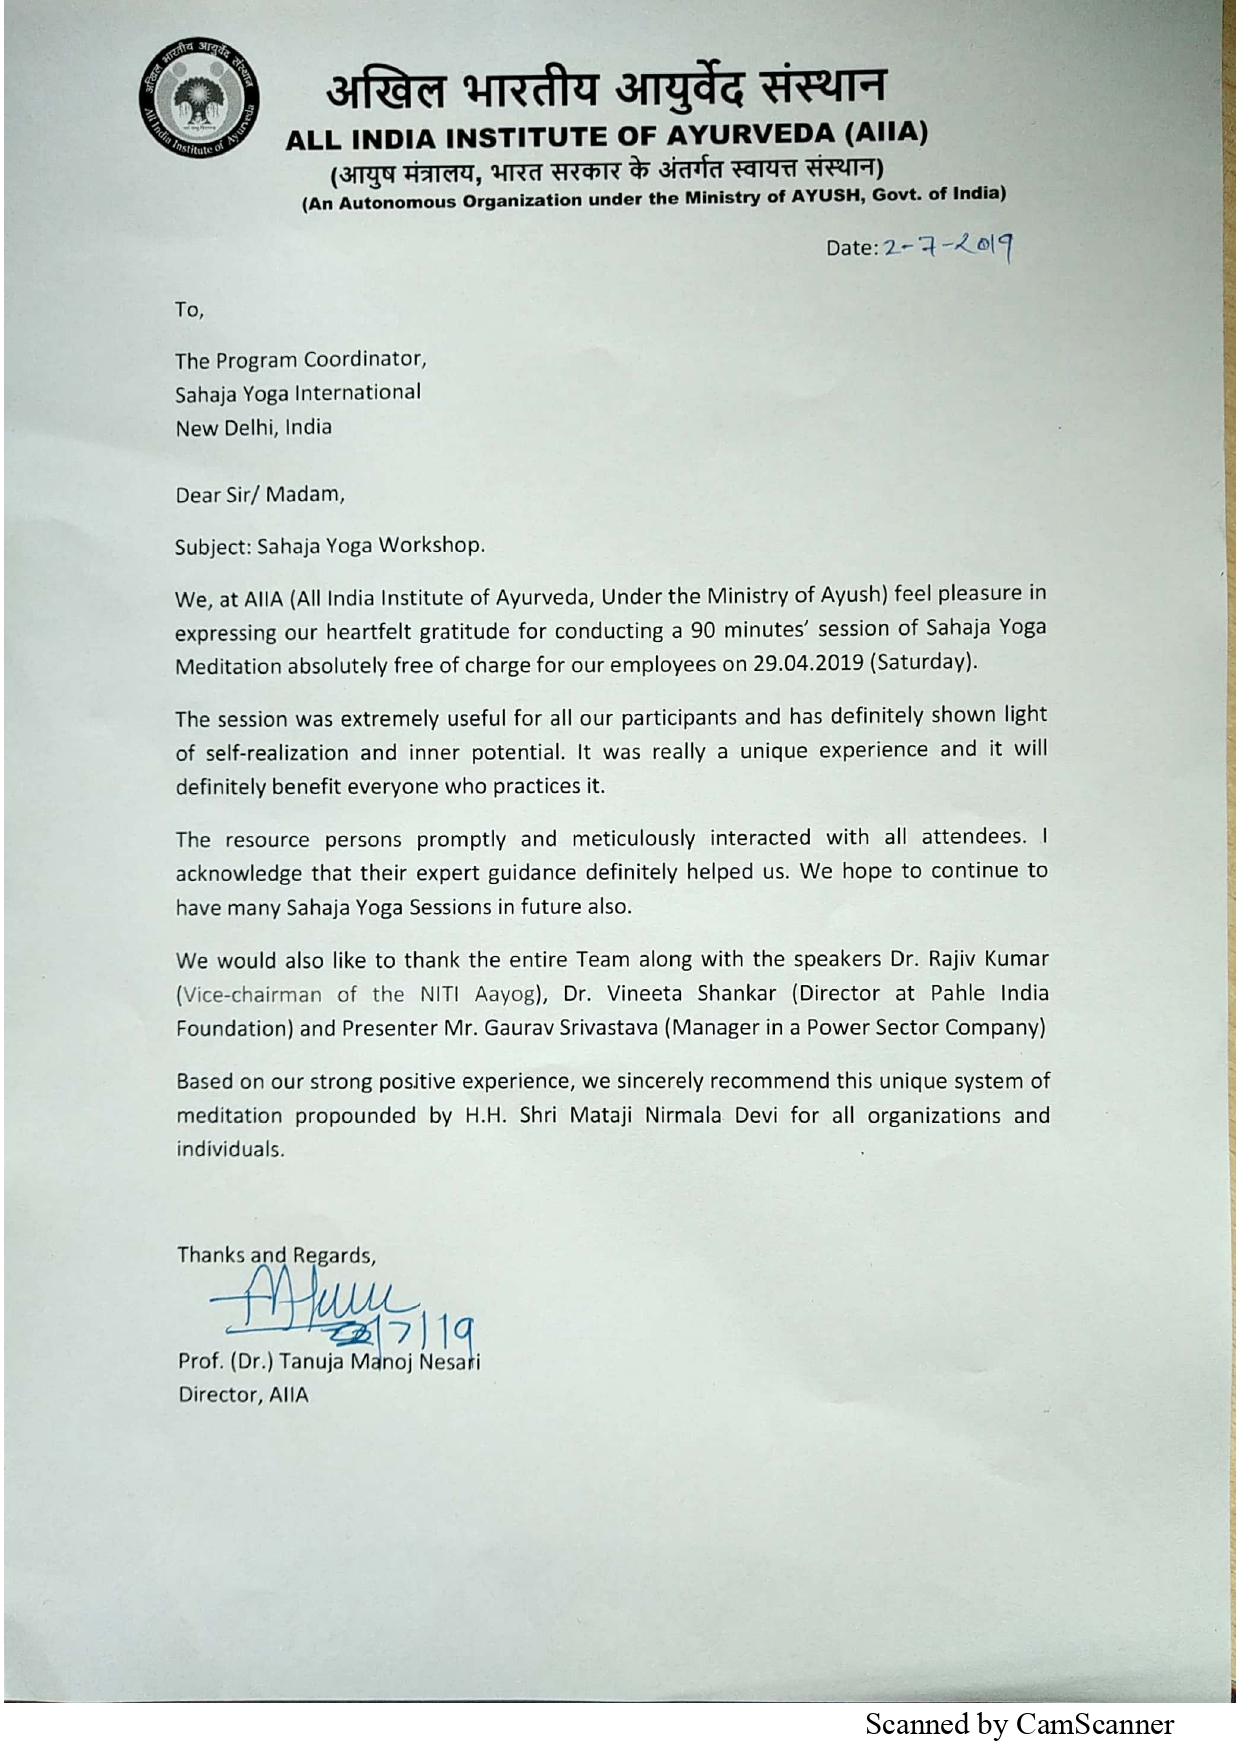 अखिल भारतीय आयुर्वेद संस्थान
All India Institute of Ayurveda
अखिल भारतीय आयुर्वेद संस्थान
ALL INDIA INSTITUTE OF AYURVEDA (AIIA)
(आयुष मंत्रालय, भारत सरकार के अंतर्गत स्वायत्त संस्थान)
(An Autonomous Organization under the Ministry of AYUSH, Govt. of India)
Date: 2-7-2019
To,
The Program Coordinator,
Sahaja Yoga International
New Delhi, India
Dear Sir/ Madam,
Subject: Sahaja Yoga Workshop.
We, at AIIA (All India Institute of Ayurveda, Under the Ministry of Ayush) feel pleasure in
expressing our heartfelt gratitude for conducting a 90 minutes’ session of Sahaja Yoga
Meditation absolutely free of charge for our employees on 29.04.2019 (Saturday).
The session was extremely useful for all our participants and has definitely shown light
of self-realization and inner potential. It was really a unique experience and it will
definitely benefit everyone who practices it.
The resource persons promptly and meticulously interacted with all attendees. I
acknowledge that their expert guidance definitely helped us. We hope to continue to
have many Sahaja Yoga Sessions in future also.
We would also like to thank the entire Team along with the speakers Dr. Rajiv Kumar
(Vice-chairman of the NITI Aayog), Dr. Vineeta Shankar (Director at Pahle India
Foundation) and Presenter Mr. Gaurav Srivastava (Manager in a Power Sector Company)
Based on our strong positive experience, we sincerely recommend this unique system of
meditation propounded by H.H. Shri Mataji Nirmala Devi for all organizations and
individuals.
Thanks and Regards,
/7/19
Prof. (Dr.) Tanuja Manoj Nesari
Director, AIIA
Scanned by CamScanner